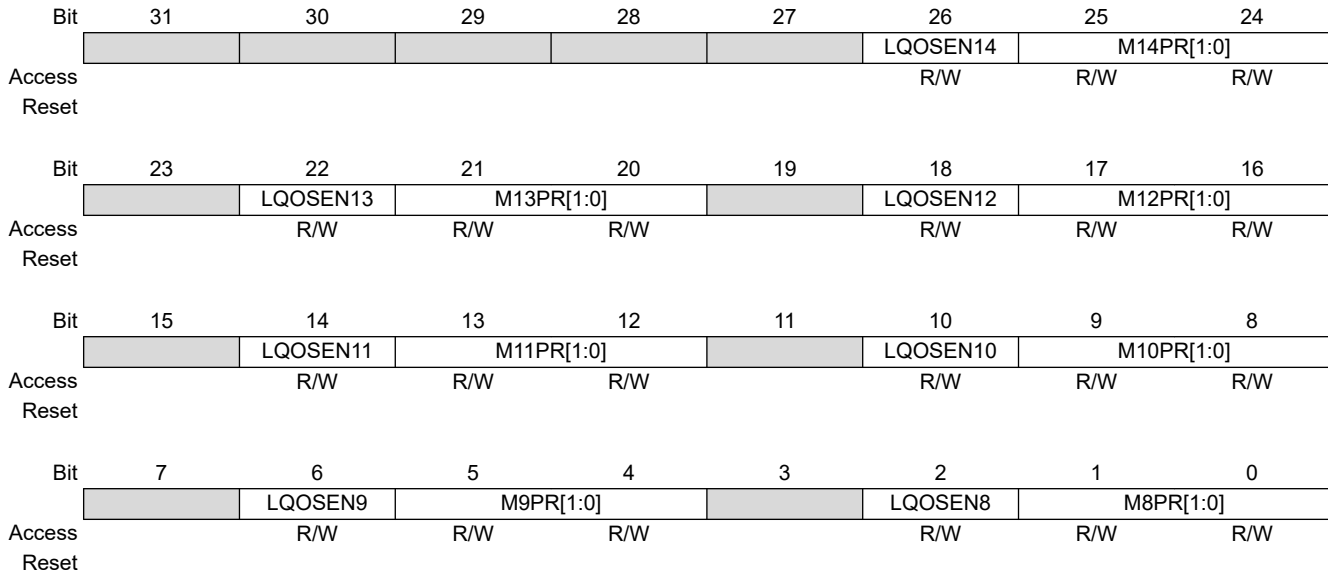 Bit 31 30 29 28 27 26 25 24
LQOSEN14 M14PR[1:0]
Access R/W R/W R/W
Reset
Bit 23 22 21 20 19 18 17 16
LQOSEN13 M13PR[1:0] LQOSEN12 M12PR[1:0]
Access R/W R/W R/W R/W R/W R/W
Reset
Bit 15 14 13 12 11 10 9 8
LQOSEN11 M11PR[1:0] LQOSEN10 M10PR[1:0]
Access R/W R/W R/W R/W R/W R/W
Reset
Bit 7 6 5 4 3 2 1 0
LQOSEN9 M9PR[1:0] LQOSEN8 M8PR[1:0]
Access R/W R/W R/W R/W R/W R/W
Reset